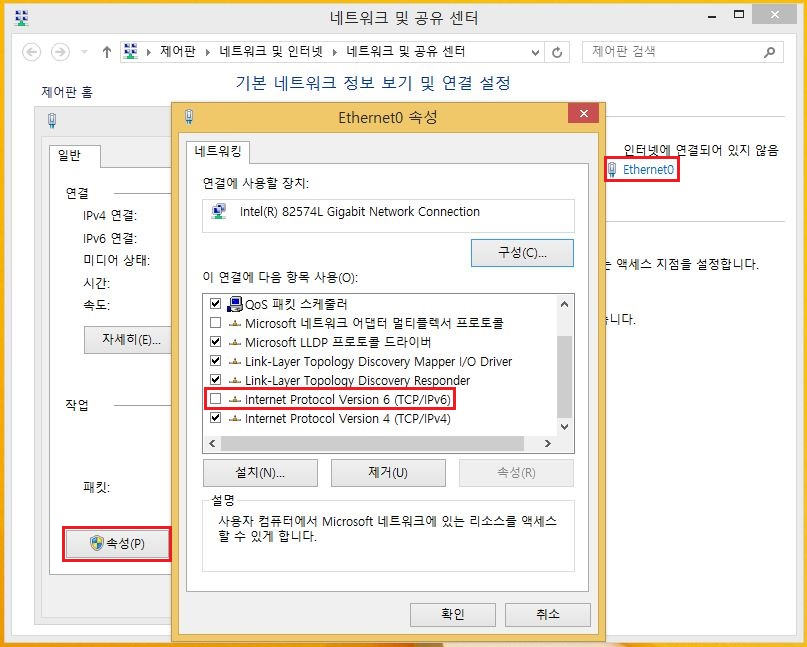 네트워크 및 공유 센터
제어판 네트워크 및 인터넷 네트워크 및 공유 센터
제어판 검색
제어판 홈
기본 네트워크 정보 보기 및 연결 설정
인터넷에 연결되어 있지 않음
Ethernet0
액세스 지점을 설정합니다.
니다.
일반
연결
IPv4 연결:
IPv6 연결:
미디어 상태:
시간:
속도:
자세히(E)...
작업
패킷:
속성(P)
Ethernet0 속성
네트워킹
연결에 사용할 장치:
Intel(R) 82574L Gigabit Network Connection
구성(C)...
이 연결에 다음 항목 사용(O):
QoS 패킷 스케줄러
Microsoft 네트워크 어댑터 멀티플렉서 프로토콜
Microsoft LLDP 프로토콜 드라이버
Link-Layer Topology Discovery Mapper I/O Driver
Link-Layer Topology Discovery Responder
Internet Protocol Version 6 (TCP/IPv6)
Internet Protocol Version 4 (TCP/IPv4)
설치(N)...
제거(U)
속성(R)
설명
사용자 컴퓨터에서 Microsoft 네트워크에 있는 리소스를 액세스
할 수 있게 합니다.
확인
취소